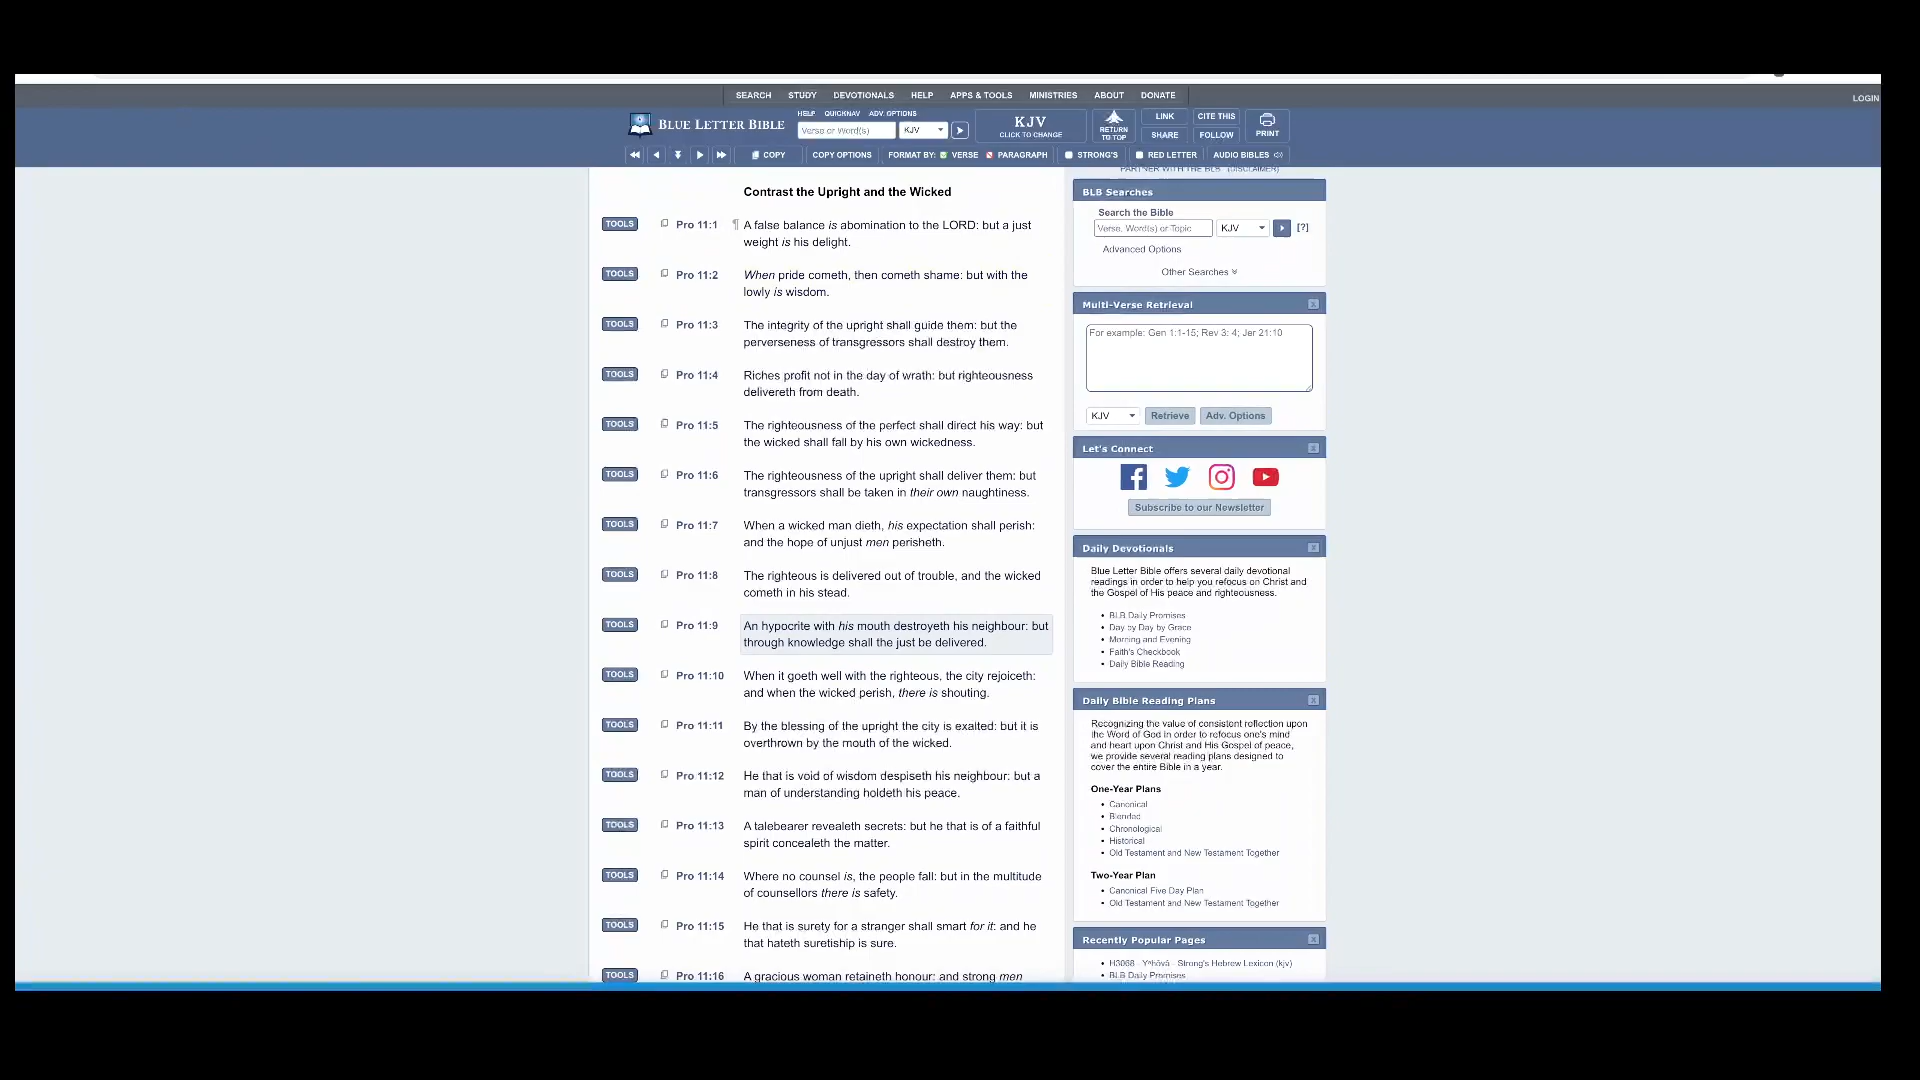 SEARCH STUDY DEVOTIONALS HELP APPS & TOOLS MINISTRIES ABOUT DONATE
LOGIN
BLUE LETTER BIBLE
HELP QUICKNAV ADV. OPTIONS
Verse or Word(s) KJV
KJV
CLICK TO CHANGE
RETURN
TO TOP
LINK CITE THIS
SHARE FOLLOW
PRINT
COPY COPY OPTIONS FORMAT BY: VERSE PARAGRAPH STRONG'S RED LETTER AUDIO BIBLES
Contrast the Upright and the Wicked
TOOLS Pro 11:1 ¶ A false balance is abomination to the LORD: but a just
weight is his delight.
TOOLS Pro 11:2 When pride cometh, then cometh shame: but with the
lowly is wisdom.
TOOLS Pro 11:3 The integrity of the upright shall guide them: but the
perverseness of transgressors shall destroy them.
TOOLS Pro 11:4 Riches profit not in the day of wrath: but righteousness
delivereth from death.
TOOLS Pro 11:5 The righteousness of the perfect shall direct his way: but
the wicked shall fall by his own wickedness.
TOOLS Pro 11:6 The righteousness of the upright shall deliver them: but
transgressors shall be taken in their own naughtiness.
TOOLS Pro 11:7 When a wicked man dieth, his expectation shall perish:
and the hope of unjust men perisheth.
TOOLS Pro 11:8 The righteous is delivered out of trouble, and the wicked
cometh in his stead.
TOOLS Pro 11:9 An hypocrite with his mouth destroyeth his neighbour: but
through knowledge shall the just be delivered.
TOOLS Pro 11:10 When it goeth well with the righteous, the city rejoiceth:
and when the wicked perish, there is shouting.
TOOLS Pro 11:11 By the blessing of the upright the city is exalted: but it is
overthrown by the mouth of the wicked.
TOOLS Pro 11:12 He that is void of wisdom despiseth his neighbour: but a
man of understanding holdeth his peace.
TOOLS Pro 11:13 A talebearer revealeth secrets: but he that is of a faithful
spirit concealeth the matter.
TOOLS Pro 11:14 Where no counsel is, the people fall: but in the multitude
of counsellors there is safety.
TOOLS Pro 11:15 He that is surety for a stranger shall smart for it: and he
that hateth suretiship is sure.
TOOLS Pro 11:16 A gracious woman retaineth honour: and strong men
PARTNER WITH THE BLB (DISCLAIMER)
BLB Searches
Search the Bible
Verse, Word(s) or Topic KJV [?]
Advanced Options
Other Searches
Multi-Verse Retrieval X
For example: Gen 1:1-15; Rev 3: 4; Jer 21:10
KJV Retrieve Adv. Options
Let's Connect X
Subscribe to our Newsletter
Daily Devotionals X
Blue Letter Bible offers several daily devotional
readings in order to help you refocus on Christ and
the Gospel of His peace and righteousness.
• BLB Daily Promises
• Day by Day by Grace
• Morning and Evening
• Faith's Checkbook
• Daily Bible Reading
Daily Bible Reading Plans X
Recognizing the value of consistent reflection upon
the Word of God in order to refocus one's mind
and heart upon Christ and His Gospel of peace,
we provide several reading plans designed to
cover the entire Bible in a year.
One-Year Plans
• Canonical
• Blended
• Chronological
• Historical
• Old Testament and New Testament Together
Two-Year Plan
• Canonical Five Day Plan
• Old Testament and New Testament Together
Recently Popular Pages X
• H3068 - Yᵊhōvâ - Strong's Hebrew Lexicon (kjv)
• BLB Daily Promises